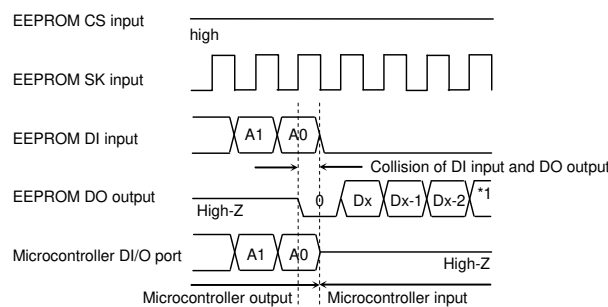 EEPROM CS input
high
EEPROM SK input
EEPROM DI input A1 A0
Collision of DI input and DO output
EEPROM DO output High-Z 0 Dx Dx-1 Dx-2 *1
Microcontroller DI/O port A1 A0 High-Z
Microcontroller output Microcontroller input